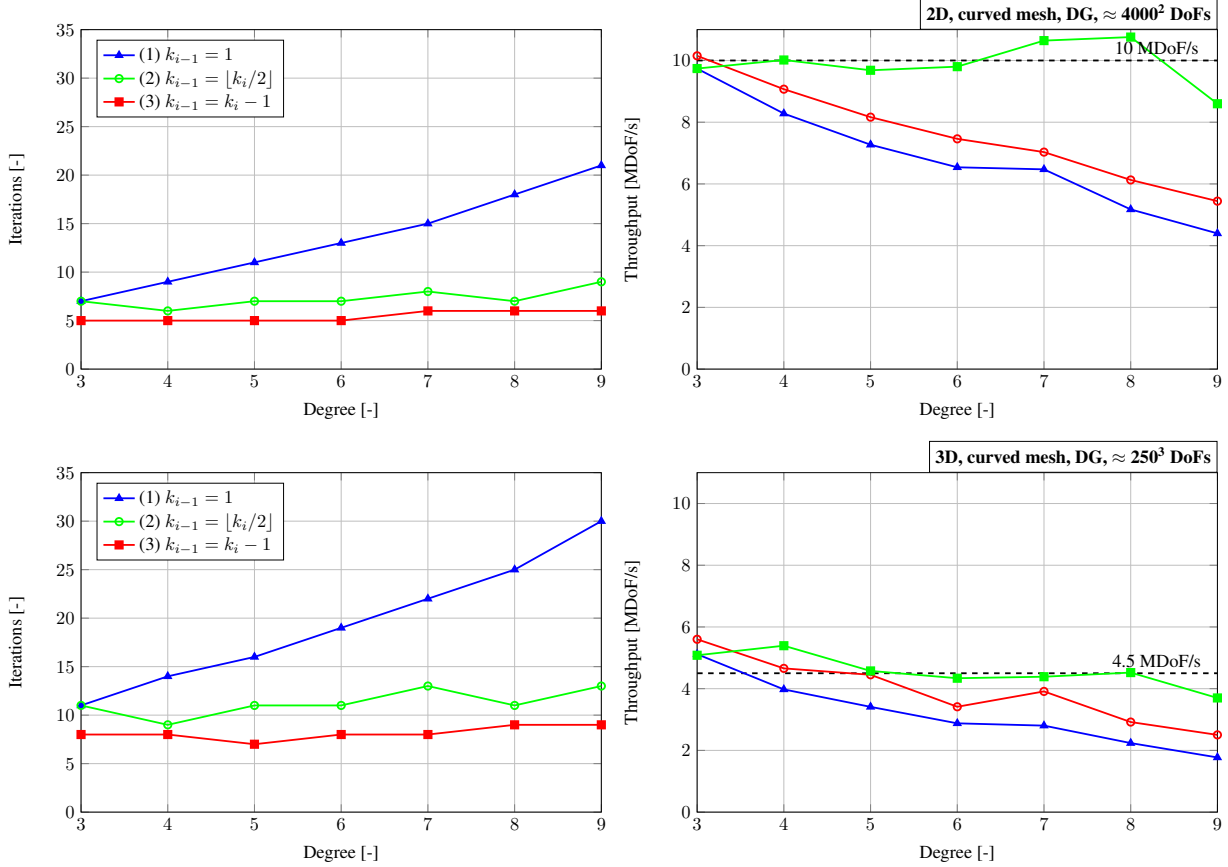 2D, curved mesh, DG, ≈ 4000² DoFs
35
30
25
20
15
10
5
0
Iterations [-]
(1) k_{i−1} = 1
(2) k_{i−1} = ⌊k_i/2⌋
(3) k_{i−1} = k_i − 1
3 4 5 6 7 8 9
Degree [-]
10
8
6
4
2
0
Throughput [MDoF/s]
10 MDoF/s
3 4 5 6 7 8 9
Degree [-]
3D, curved mesh, DG, ≈ 250³ DoFs
35
30
25
20
15
10
5
0
Iterations [-]
(1) k_{i−1} = 1
(2) k_{i−1} = ⌊k_i/2⌋
(3) k_{i−1} = k_i − 1
3 4 5 6 7 8 9
Degree [-]
10
8
6
4
2
0
Throughput [MDoF/s]
4.5 MDoF/s
3 4 5 6 7 8 9
Degree [-]